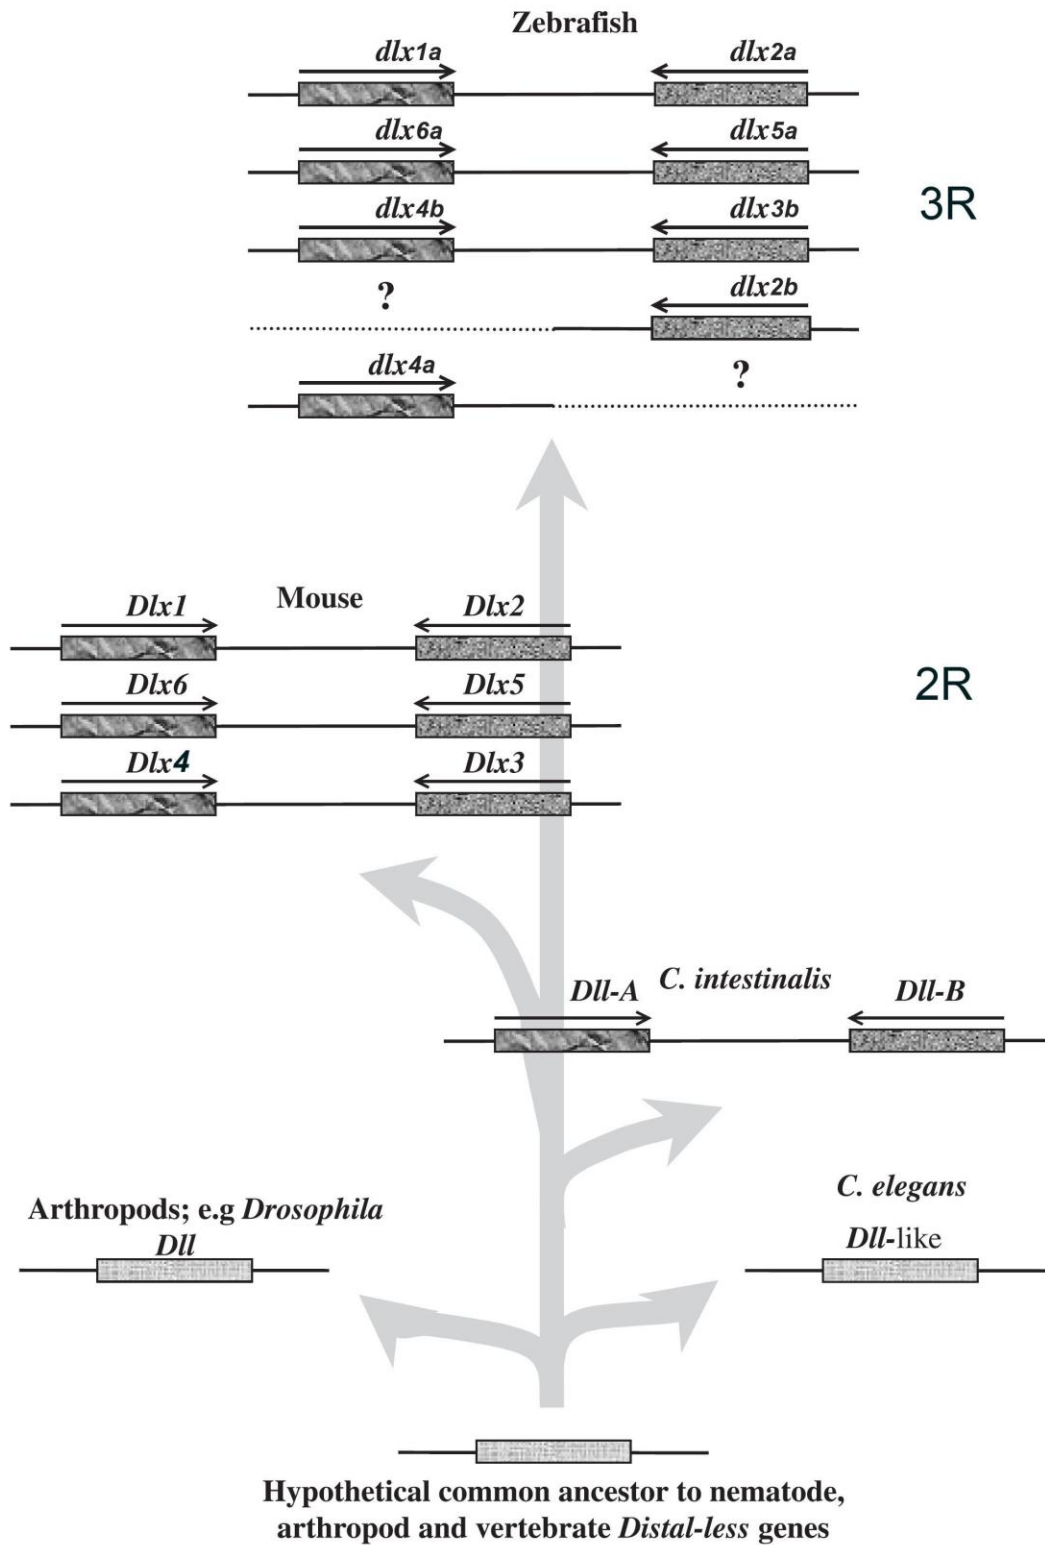 Zebrafish
dlx1a dlx2a
dlx6a dlx5a
3R
dlx4b dlx3b
? dlx2b
dlx4a ?
Mouse
Dlx1 Dlx2
Dlx6 Dlx5
2R
Dlx4 Dlx3
C. intestinalis
Dll-A Dll-B
C. elegans
Arthropods; e.g Drosophila
Dll
Dll-like
Hypothetical common ancestor to nematode,
arthropod and vertebrate Distal-less genes